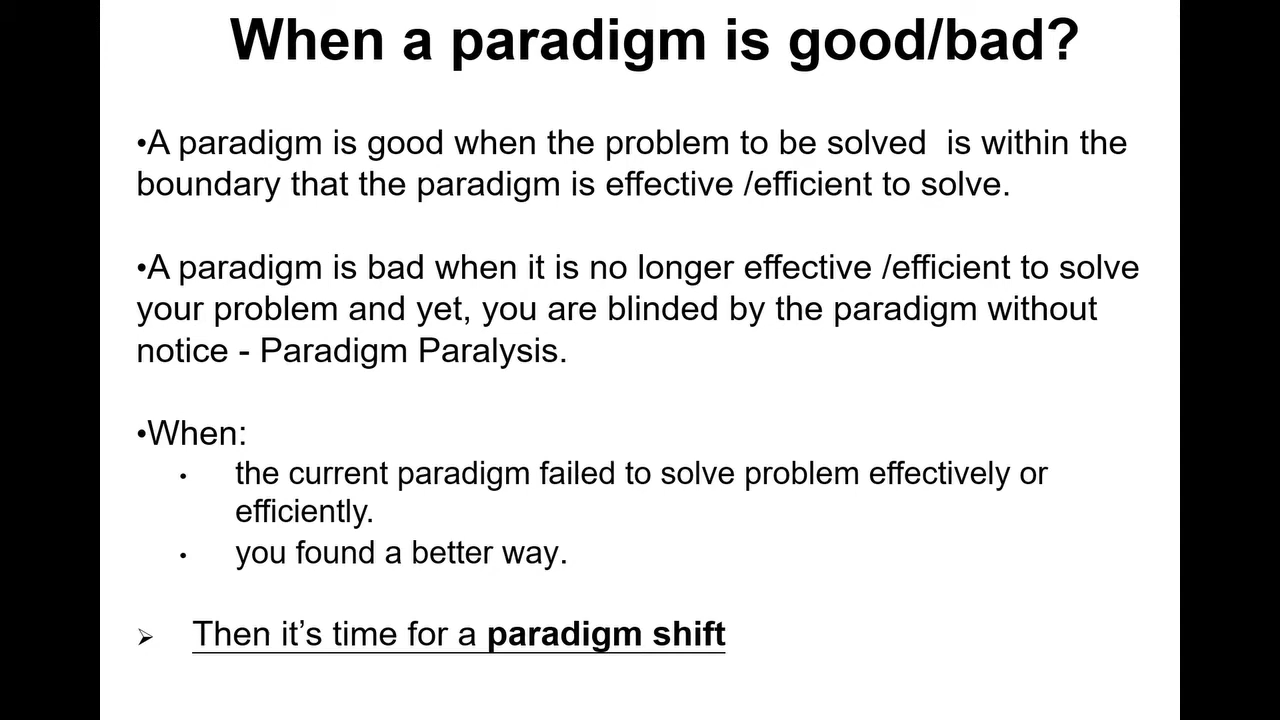 When a paradigm is good/bad?
•A paradigm is good when the problem to be solved  is within the
boundary that the paradigm is effective /efficient to solve.
•A paradigm is bad when it is no longer effective /efficient to solve
your problem and yet, you are blinded by the paradigm without
notice - Paradigm Paralysis.
•When:
• the current paradigm failed to solve problem effectively or
efficiently.
• you found a better way.
➢ Then it’s time for a paradigm shift